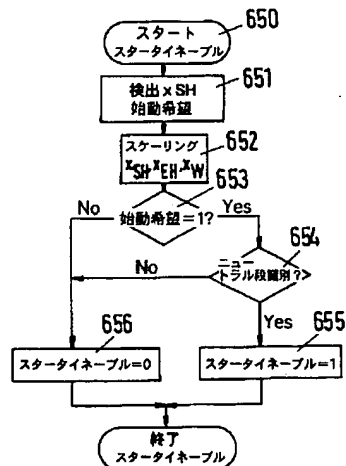 スタート
スタータイネーブル
650
検出 x SH
始動希望
651
スケーリング
xSH, xEH, xW
652
653
始動希望=1?
No
Yes
654
ニュー
トラル段識別?
No
Yes
656
655
スタータイネーブル=0
スタータイネーブル=1
終了
スタータイネーブル